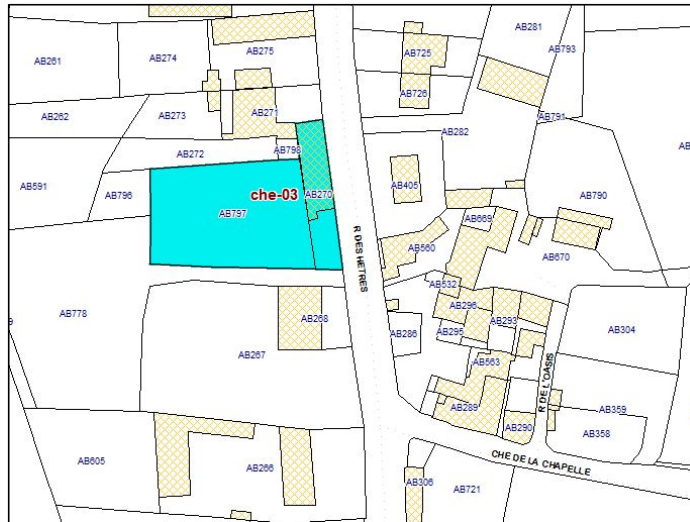 AB281
AB725
AB793
AB261
AB274
AB275
AB726
AB262
AB273
AB271
AB791
AB282
AB272
AB798
AB591
AB796
che-03
AB270
AB405
AB790
AB797
AB669
R DES HETRES
AB560
AB670
AB532
AB778
AB296
AB268
AB293
AB286
AB295
AB304
AB267
AB563
R DE L'OASIS
AB289
AB359
AB290
AB358
AB605
AB266
CHE DE LA CHAPELLE
AB306
AB721